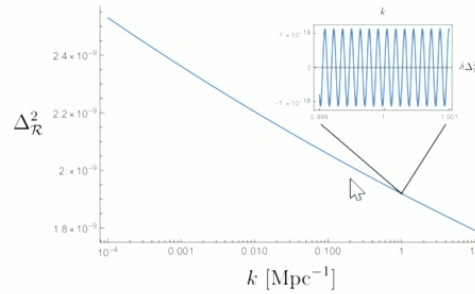 k
1. × 10⁻¹⁸
0
-1 × 10⁻¹⁸
0.999
1
1.001
2.4 × 10⁻⁹
2.2 × 10⁻⁹
2 × 10⁻⁹
1.8 × 10⁻⁹
Δ²ℛ
10⁻⁴
0.001
0.010
0.100
1
k [Mpc⁻¹]